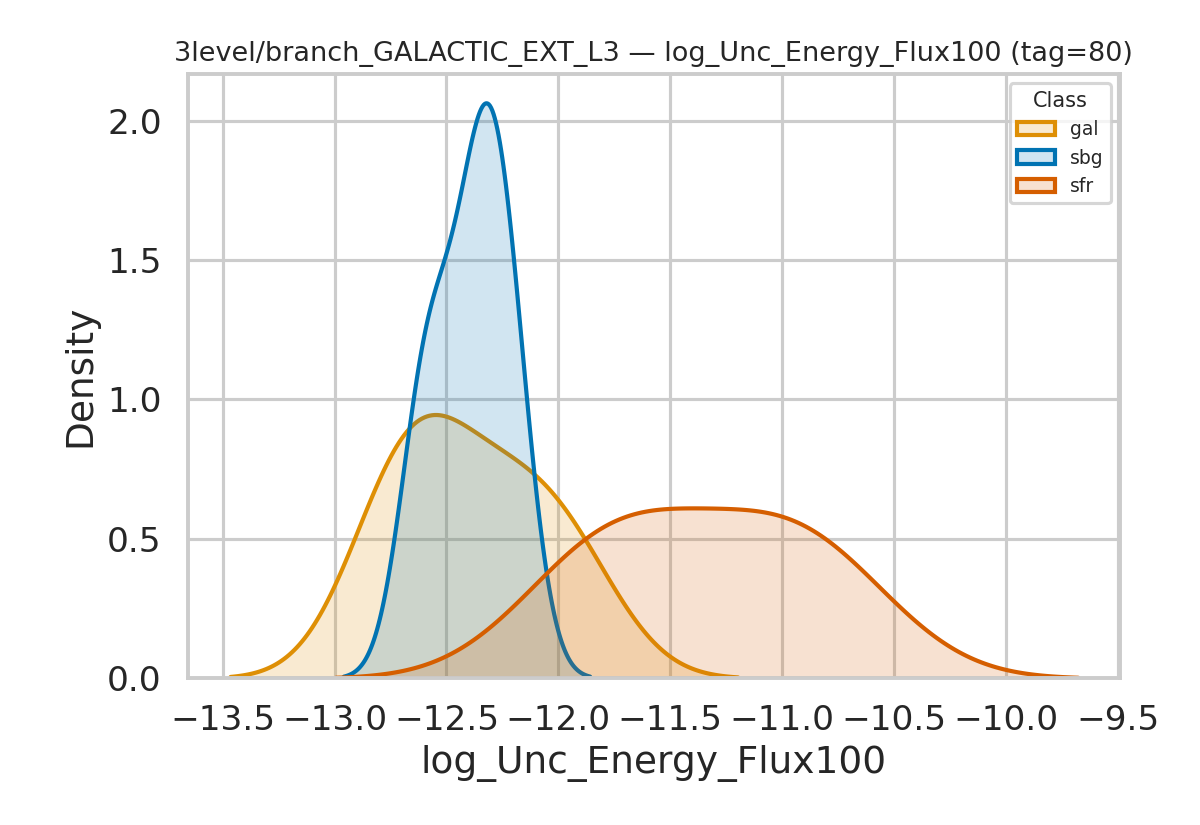 3level/branch_GALACTIC_EXT_L3 — log_Unc_Energy_Flux100 (tag=80)
Class
gal
sbg
sfr
2.0
1.5
1.0
0.5
0.0
Density
−13.5 −13.0 −12.5 −12.0 −11.5 −11.0 −10.5 −10.0 −9.5
log_Unc_Energy_Flux100